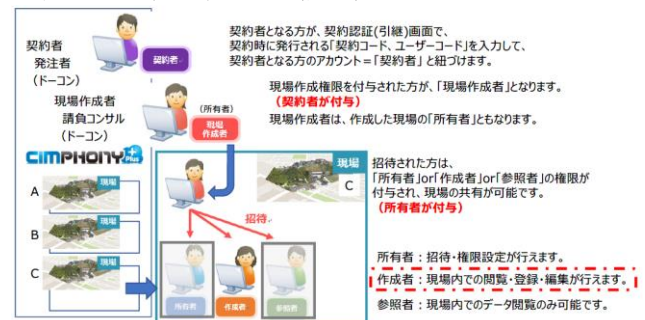 契約者
発注者
(ドーコン)
契約者
契約者となる方が、契約認証(引継)画面で、
契約時に発行される「契約コード、ユーザーコード」を入力して、
契約者となる方のアカウント=「契約者」と紐づけます。
現場作成者
請負コンサル
(ドーコン)
(所有者)
現場
作成者
現場作成権限を付与された方が、「現場作成者」となります。
(契約者が付与)
現場作成者は、作成した現場の「所有者」ともなります。
CIMPHONY Plus
A
現場
B
現場
C
現場
現場
C
招待
所有者
作成者
参照者
招待された方は、
「所有者」or「作成者」or「参照者」の権限が
付与され、現場の共有が可能です。
(所有者が付与)
所有者:招待・権限設定が行えます。
作成者:現場内での閲覧・登録・編集が行えます。
参照者:現場内でのデータ閲覧のみ可能です。